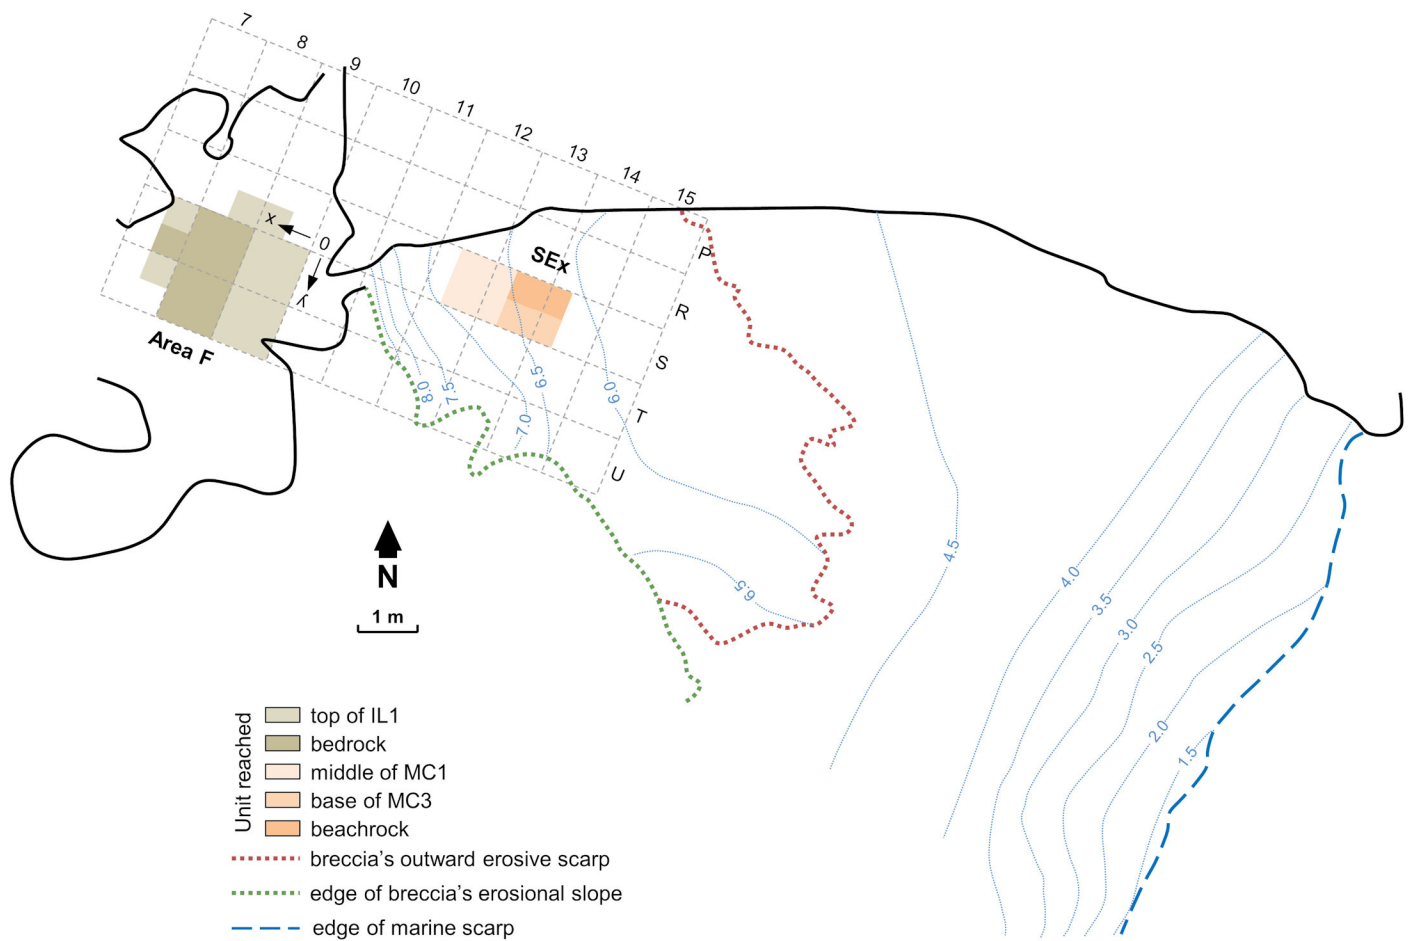 7
8
9
10
11
12
13
14
15
P
R
S
T
U
x
0
y
SEx
Area F
8.0
7.5
7.0
6.5
6.0
6.5
4.5
4.0
3.5
3.0
2.5
2.0
1.5
N
1 m
Unit reached
top of IL1
bedrock
middle of MC1
base of MC3
beachrock
breccia’s outward erosive scarp
edge of breccia’s erosional slope
edge of marine scarp